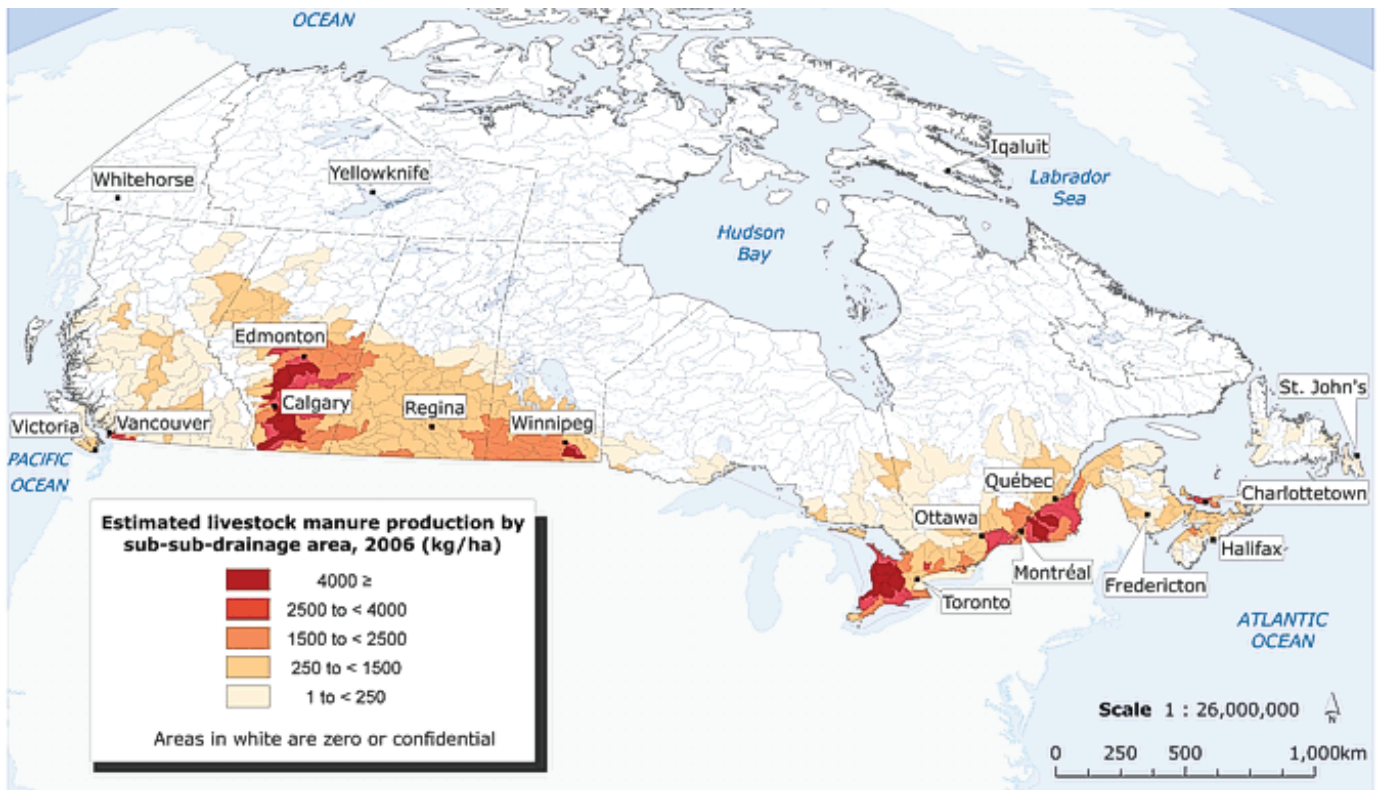 OCEAN
Iqaluit
Whitehorse
Yellowknife
Labrador
Sea
Hudson
Bay
Edmonton
St. John's
Calgary
Regina
Winnipeg
Victoria
Vancouver
PACIFIC
OCEAN
Québec
Charlottetown
Ottawa
Halifax
Montréal
Fredericton
Toronto
ATLANTIC
OCEAN
Estimated livestock manure production by
sub-sub-drainage area, 2006 (kg/ha)
4000 ≥
2500 to < 4000
1500 to < 2500
250 to < 1500
1 to < 250
Areas in white are zero or confidential
Scale 1 : 26,000,000
N
0 250 500 1,000km